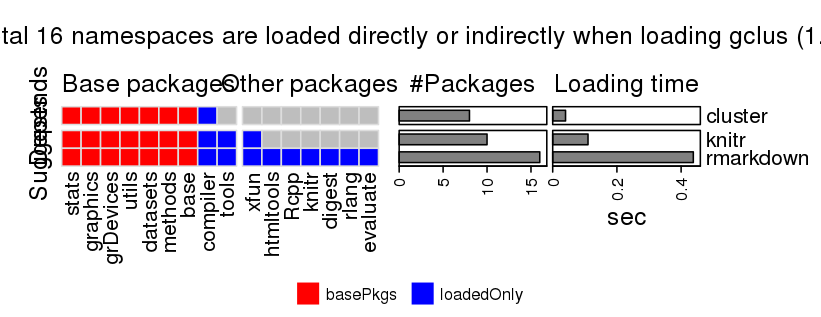 tal 16 namespaces are loaded directly or indirectly when loading gclus (1.
Base packages
Other packages
#Packages
Loading time
Depends
Suggests
cluster
knitr
rmarkdown
stats
graphics
grDevices
utils
datasets
methods
base
compiler
tools
xfun
htmltools
Rcpp
knitr
digest
rlang
evaluate
0
5
10
15
0
0.2
0.4
sec
basePkgs
loadedOnly